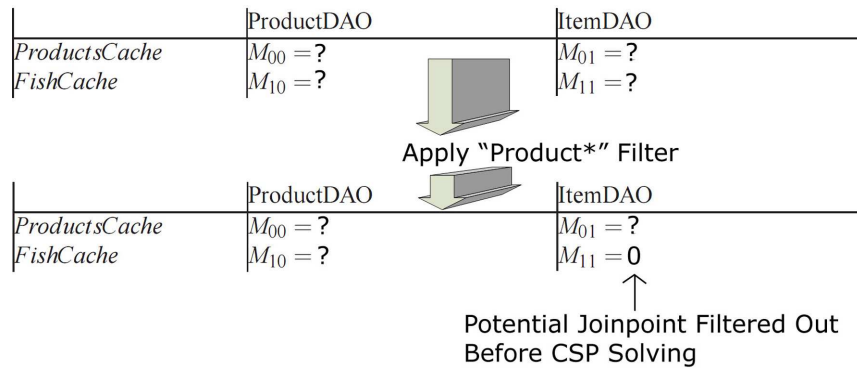 ProductDAO ItemDAO
ProductsCache M00 = ? M01 = ?
FishCache M10 = ? M11 = ?
Apply “Product*” Filter
ProductDAO ItemDAO
ProductsCache M00 = ? M01 = ?
FishCache M10 = ? M11 = 0
Potential Joinpoint Filtered Out
Before CSP Solving